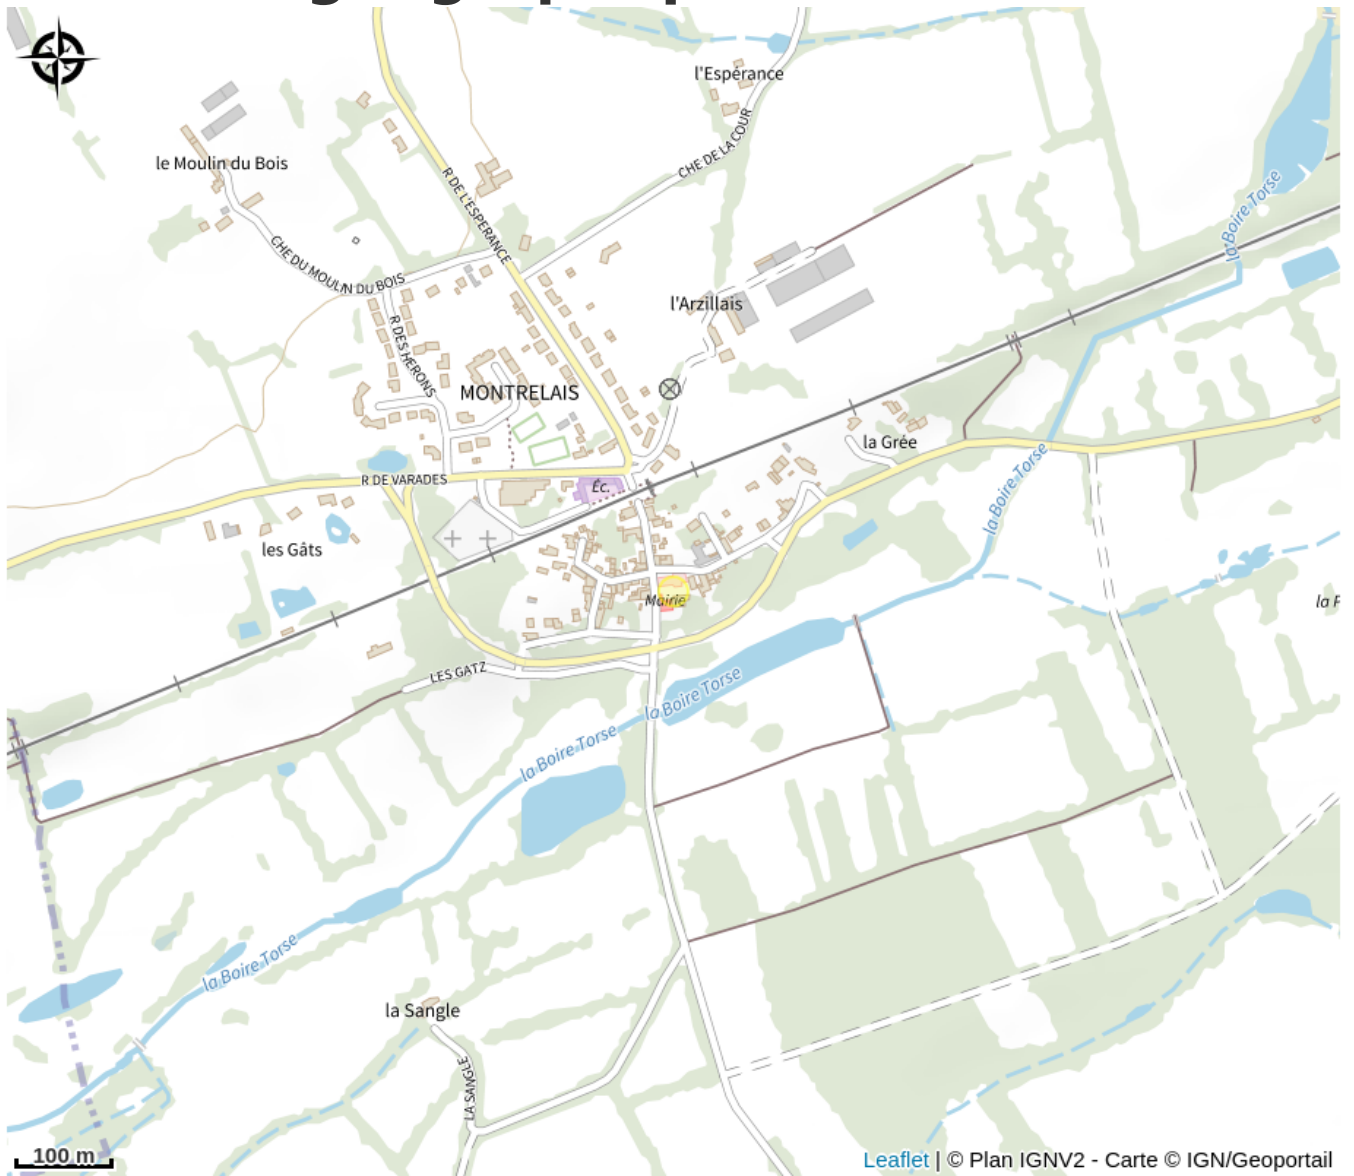 l'Espérance
CHE DE LA COUR
le Moulin du Bois
R DE L'ESPERANCE
la Boire Torse
CHE DU MOULIN DU BOIS
l'Arzillais
R DES HERONS
MONTRELAIS
la Grée
R DE VARADES
Éc.
la Boire Torse
les Gâts
Mairie
la P
LES GATZ
la Boire Torse
la Boire Torse
la Boire Torse
la Sangle
LA SANGLE
100 m
Leaflet | © Plan IGNV2 - Carte © IGN/Geoportail